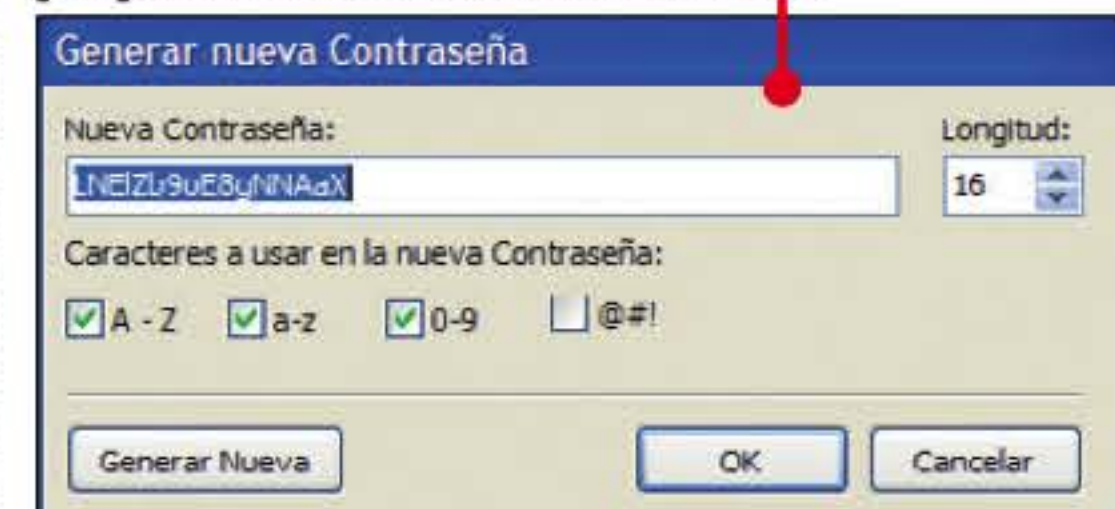 Generar nueva Contraseña
Nueva Contraseña:
Longitud:
16
Caracteres a usar en la nueva Contraseña:
A - Z
a-z
0-9
@#!
Generar Nueva
OK
Cancelar